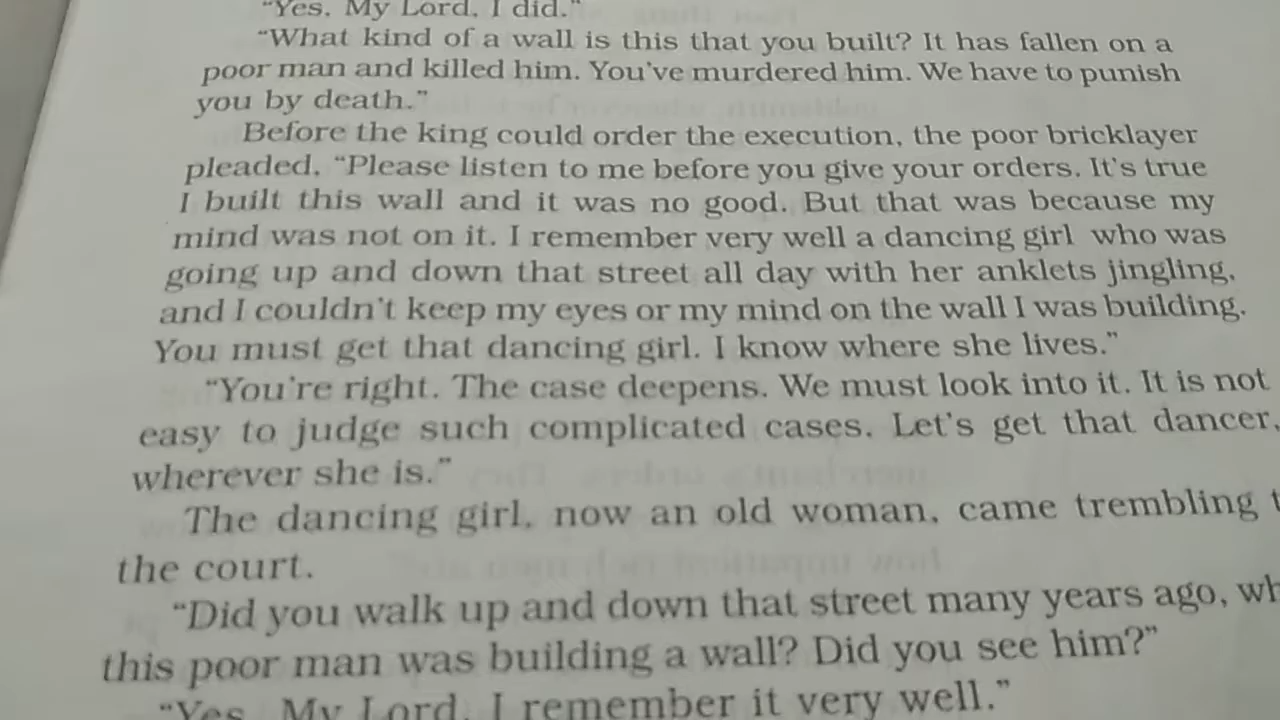 "Yes, My Lord, I did."
"What kind of a wall is this that you built? It has fallen on a
poor man and killed him. You've murdered him. We have to punish
you by death."
Before the king could order the execution, the poor bricklayer
pleaded, "Please listen to me before you give your orders. It's true
I built this wall and it was no good. But that was because my
mind was not on it. I remember very well a dancing girl who was
going up and down that street all day with her anklets jingling,
and I couldn't keep my eyes or my mind on the wall I was building.
You must get that dancing girl. I know where she lives."
"You're right. The case deepens. We must look into it. It is not
easy to judge such complicated cases. Let's get that dancer,
wherever she is."
The dancing girl, now an old woman, came trembling
the court.
"Did you walk up and down that street many years ago,
this poor man was building a wall? Did you see him?"
"Yes, My Lord, I remember it very well."